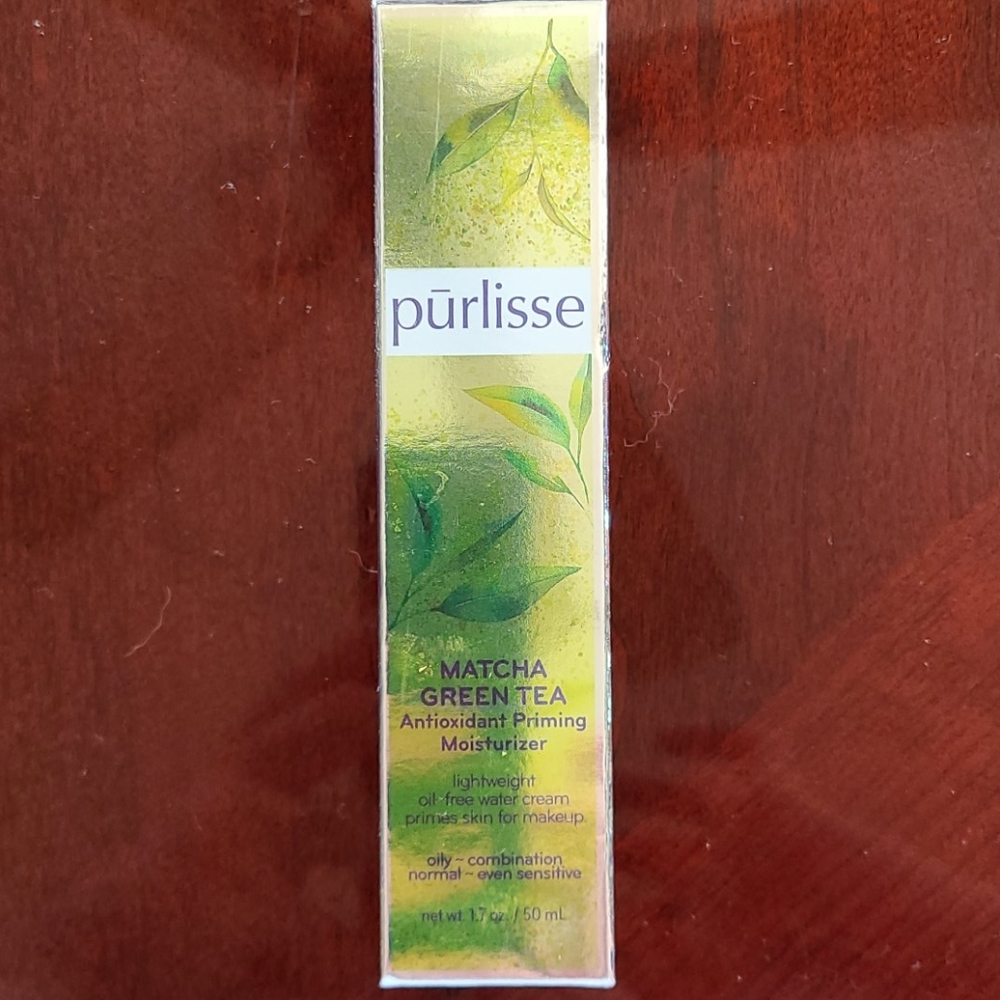 pūrlisse
MATCHA
GREEN TEA
Antioxidant Priming
Moisturizer
lightweight
oil-free water cream
primes skin for makeup
oily ~ combination
normal ~ even sensitive
net wt. 1.7 oz. / 50 mL